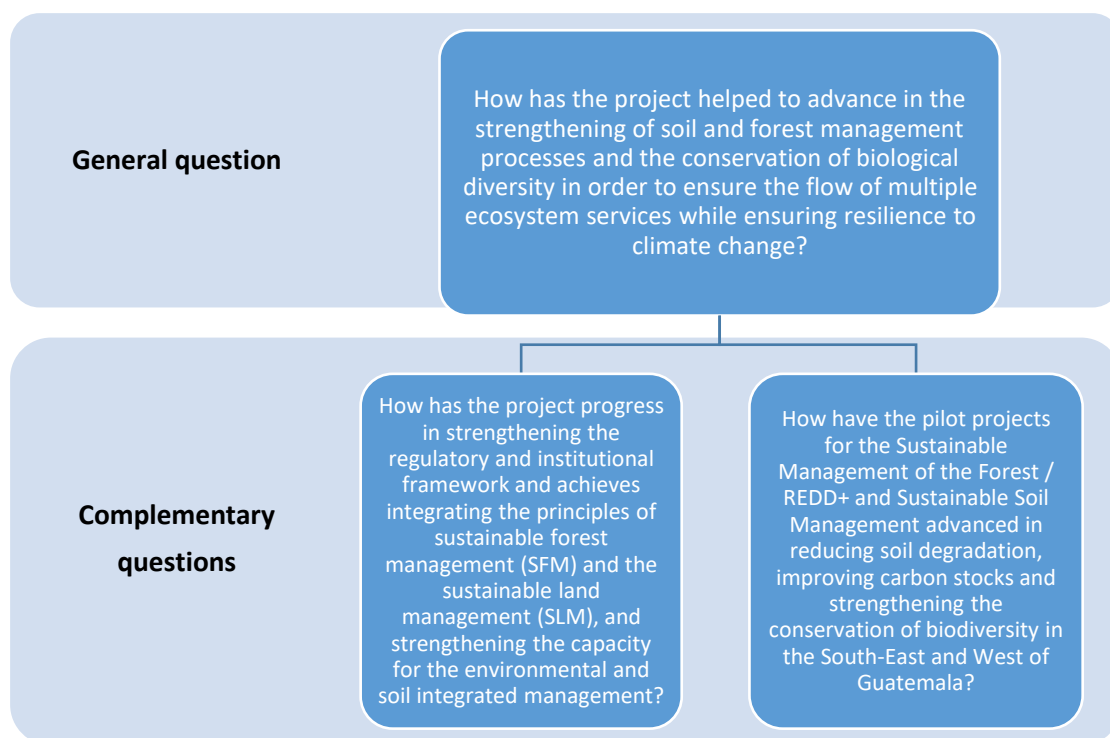 General question
How has the project helped to advance in the
strengthening of soil and forest management
processes and the conservation of biological
diversity in order to ensure the flow of multiple
ecosystem services while ensuring resilience to
climate change?
Complementary
questions
How has the project progress
in strengthening the
regulatory and institutional
framework and achieves
integrating the principles of
sustainable forest
management (SFM) and the
sustainable land
management (SLM), and
strengthening the capacity
for the environmental and
soil integrated management?
How have the pilot projects
for the Sustainable
Management of the Forest /
REDD+ and Sustainable Soil
Management advanced in
reducing soil degradation,
improving carbon stocks and
strengthening the
conservation of biodiversity in
the South-East and West of
Guatemala?